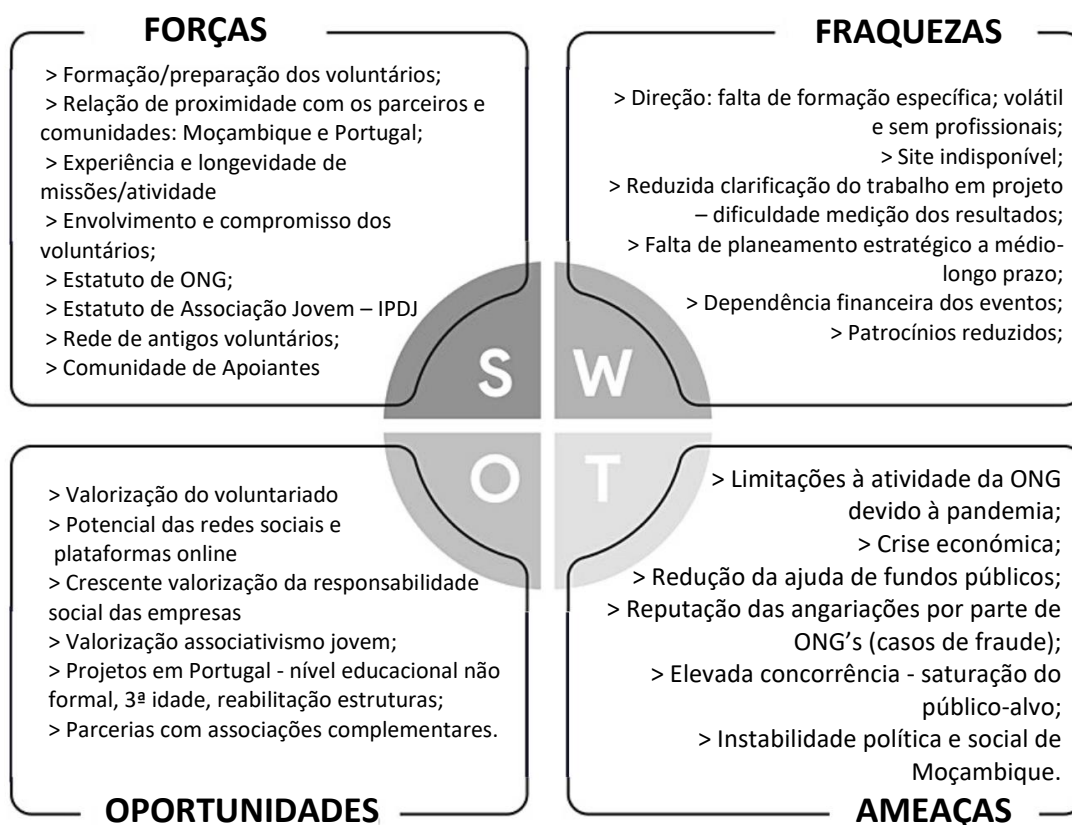 FORÇAS
> Formação/preparação dos voluntários;
> Relação de proximidade com os parceiros e
comunidades: Moçambique e Portugal;
> Experiência e longevidade de
missões/atividade
> Envolvimento e compromisso dos
voluntários;
> Estatuto de ONG;
> Estatuto de Associação Jovem – IPDJ
> Rede de antigos voluntários;
> Comunidade de Apoiantes
FRAQUEZAS
> Direção: falta de formação específica; volátil
e sem profissionais;
> Site indisponível;
> Reduzida clarificação do trabalho em projeto
– dificuldade medição dos resultados;
> Falta de planeamento estratégico a médio-
longo prazo;
> Dependência financeira dos eventos;
> Patrocínios reduzidos;
S W
O T
> Valorização do voluntariado
> Potencial das redes sociais e
plataformas online
> Crescente valorização da responsabilidade
social das empresas
> Valorização associativismo jovem;
> Projetos em Portugal - nível educacional não
formal, 3ª idade, reabilitação estruturas;
> Parcerias com associações complementares.
OPORTUNIDADES
> Limitações à atividade da ONG
devido à pandemia;
> Crise económica;
> Redução da ajuda de fundos públicos;
> Reputação das angariações por parte de
ONG’s (casos de fraude);
> Elevada concorrência - saturação do
público-alvo;
> Instabilidade política e social de
Moçambique.
AMEAÇAS